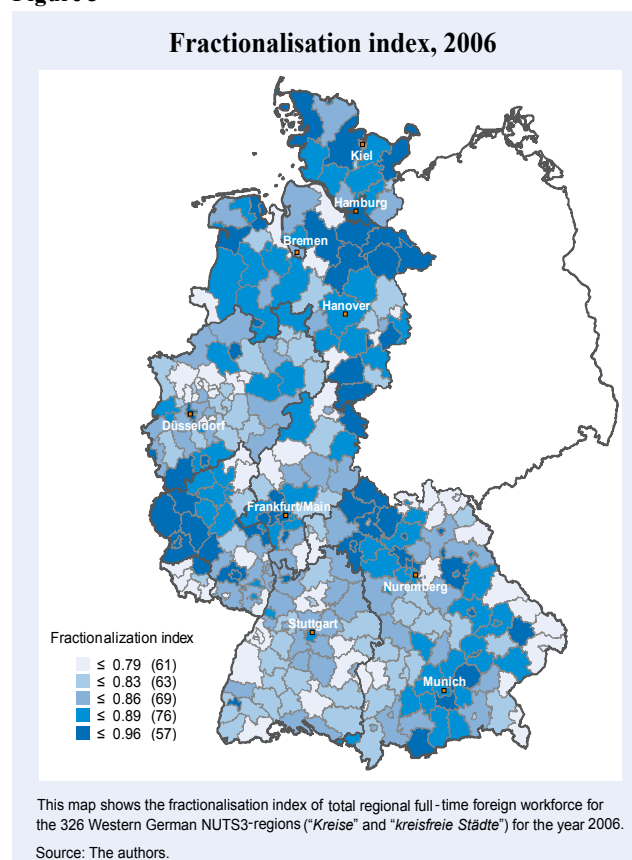 Fractionalisation index, 2006
Kiel
Hamburg
Bremen
Hanover
Düsseldorf
Frankfurt/Main
Nuremberg
Stuttgart
Munich
Fractionalization index
≤ 0.79 (61)
≤ 0.83 (63)
≤ 0.86 (69)
≤ 0.89 (76)
≤ 0.96 (57)
This map shows the fractionalisation index of total regional full-time foreign workforce for
the 326 Western German NUTS3-regions ("Kreise" and "kreisfreie Städte") for the year 2006.
Source: The authors.